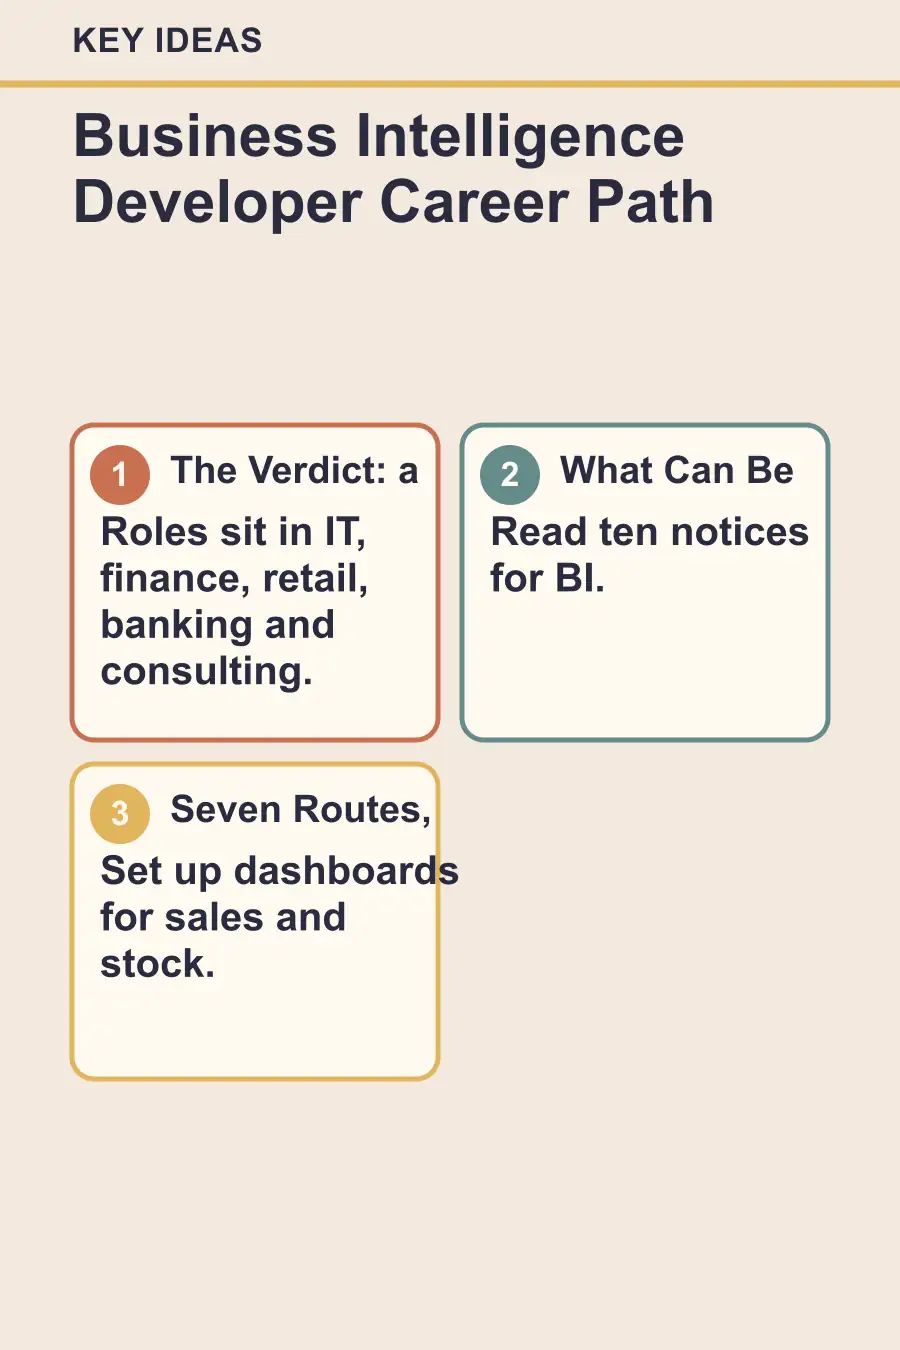 KEY IDEAS
Business Intelligence
Developer Career Path
1 The Verdict: a
Roles sit in IT,
finance, retail,
banking and
consulting.
2 What Can Be
Read ten notices
for BI.
3 Seven Routes,
Set up dashboards
for sales and
stock.